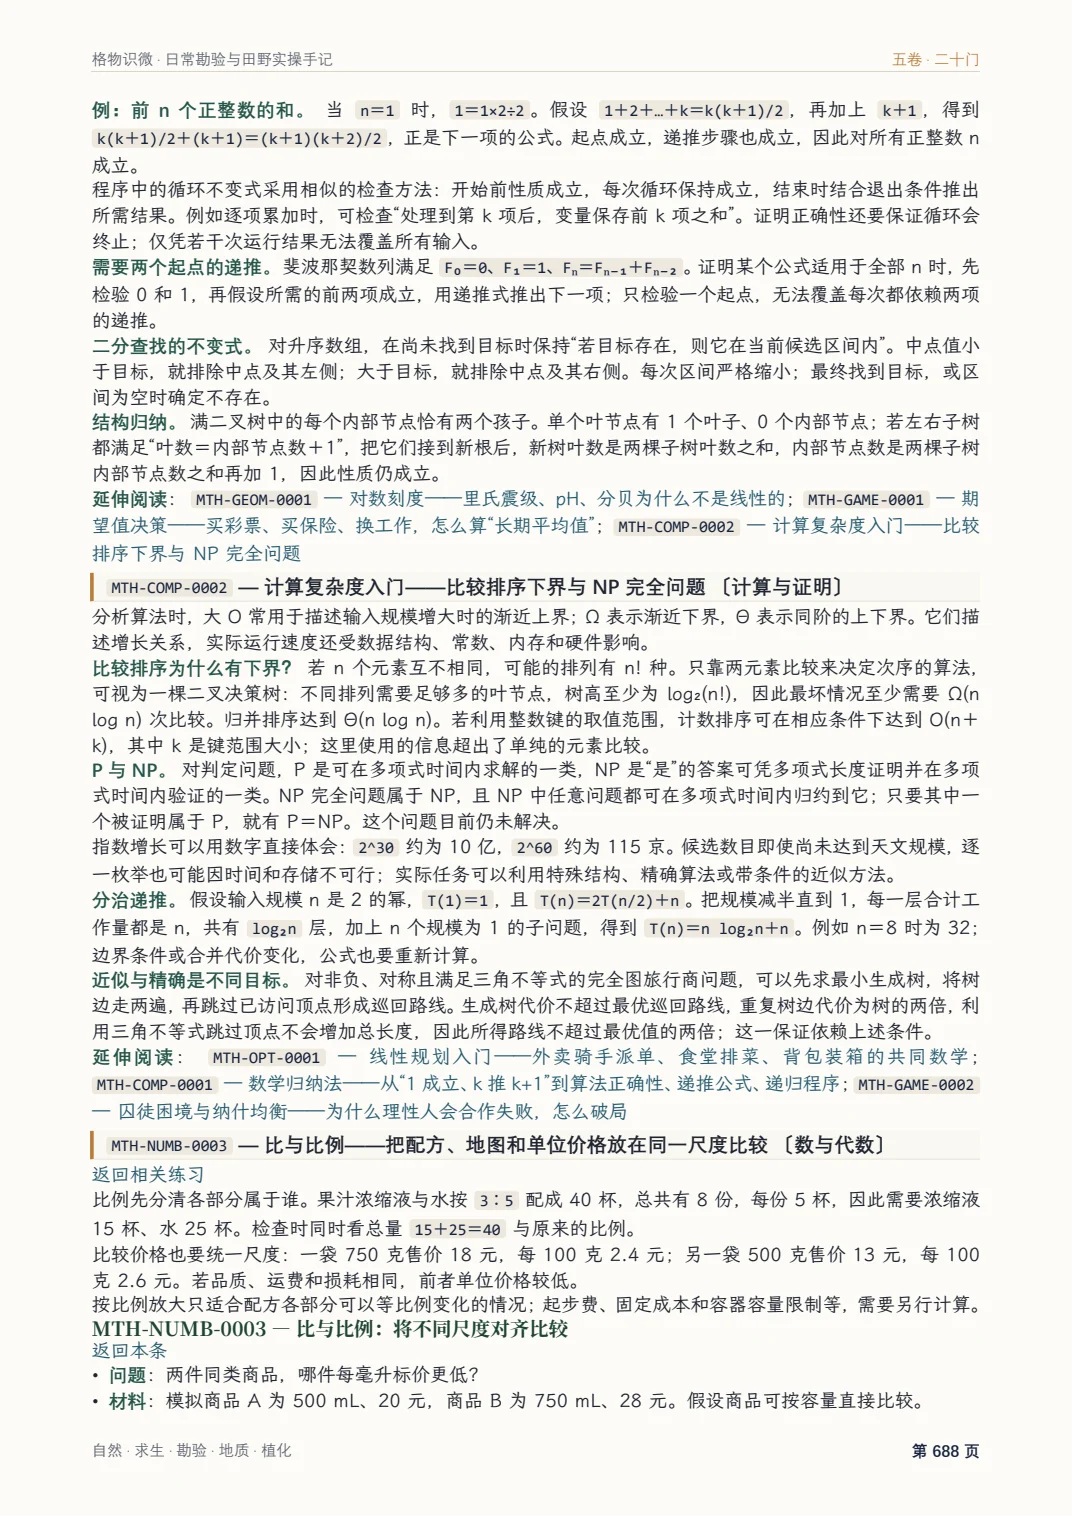 格物识微 · 日常勘验与田野实操手记
五卷 · 二十门
例：前 n 个正整数的和。 当 n＝1 时，1＝1×2÷2。假设 1＋2＋…＋k＝k(k＋1)/2，再加上 k＋1，得到
k(k＋1)/2＋(k＋1)＝(k＋1)(k＋2)/2，正是下一项的公式。起点成立，递推步骤也成立，因此对所有正整数 n
成立。
程序中的循环不变式采用相似的检查方法：开始前性质成立，每次循环保持成立，结束时结合退出条件推出
所需结果。例如逐项累加时，可检查“处理到第 k 项后，变量保存前 k 项之和”。证明正确性还要保证循环会
终止；仅凭若干次运行结果无法覆盖所有输入。
需要两个起点的递推。斐波那契数列满足 F₀＝0、F₁＝1、Fₙ＝Fₙ₋₁＋Fₙ₋₂。证明某个公式适用于全部 n 时，先
检验 0 和 1，再假设所需的前两项成立，用递推式推出下一项；只检验一个起点，无法覆盖每次都依赖两项
的递推。
二分查找的不变式。 对升序数组，在尚未找到目标时保持“若目标存在，则它在当前候选区间内”。中点值小
于目标，就排除中点及其左侧；大于目标，就排除中点及其右侧。每次区间严格缩小；最终找到目标，或区
间为空时确定不存在。
结构归纳。 满二叉树中的每个内部节点恰有两个孩子。单个叶节点有 1 个叶子、0 个内部节点；若左右子树
都满足“叶数＝内部节点数＋1”，把它们接到新根后，新树叶数是两棵子树叶数之和，内部节点数是两棵子树
内部节点数之和再加 1，因此性质仍成立。
延伸阅读： MTH-GEOM-0001 — 对数刻度——里氏震级、pH、分贝为什么不是线性的；MTH-GAME-0001 — 期
望值决策——买彩票、买保险、换工作，怎么算“长期平均值”；MTH-COMP-0002 — 计算复杂度入门——比较
排序下界与 NP 完全问题
MTH-COMP-0002 — 计算复杂度入门——比较排序下界与 NP 完全问题 〔计算与证明〕
分析算法时，大 O 常用于描述输入规模增大时的渐近上界；Ω 表示渐近下界，Θ 表示同阶的上下界。它们描
述增长关系，实际运行速度还受数据结构、常数、内存和硬件影响。
比较排序为什么有下界？ 若 n 个元素互不相同，可能的排列有 n! 种。只靠两元素比较来决定次序的算法，
可视为一棵二叉决策树：不同排列需要足够多的叶节点，树高至少为 log₂(n!)，因此最坏情况至少需要 Ω(n
log n) 次比较。归并排序达到 Θ(n log n)。若利用整数键的取值范围，计数排序可在相应条件下达到 O(n＋
k)，其中 k 是键范围大小；这里使用的信息超出了单纯的元素比较。
P 与 NP。 对判定问题，P 是可在多项式时间内求解的一类，NP 是“是”的答案可凭多项式长度证明并在多项
式时间内验证的一类。NP 完全问题属于 NP，且 NP 中任意问题都可在多项式时间内归约到它；只要其中一
个被证明属于 P，就有 P＝NP。这个问题目前仍未解决。
指数增长可以用数字直接体会：2^30 约为 10 亿，2^60 约为 115 京。候选数目即使尚未达到天文规模，逐
一枚举也可能因时间和存储不可行；实际任务可以利用特殊结构、精确算法或带条件的近似方法。
分治递推。 假设输入规模 n 是 2 的幂，T(1)＝1，且 T(n)＝2T(n/2)＋n。把规模减半直到 1，每一层合计工
作量都是 n，共有 log₂n 层，加上 n 个规模为 1 的子问题，得到 T(n)＝n log₂n＋n。例如 n＝8 时为 32；
边界条件或合并代价变化，公式也要重新计算。
近似与精确是不同目标。 对非负、对称且满足三角不等式的完全图旅行商问题，可以先求最小生成树，将树
边走两遍，再跳过已访问顶点形成巡回路线。生成树代价不超过最优巡回路线，重复树边代价为树的两倍，利
用三角不等式跳过顶点不会增加总长度，因此所得路线不超过最优值的两倍；这一保证依赖上述条件。
延伸阅读： MTH-OPT-0001 — 线性规划入门——外卖骑手派单、食堂排菜、背包装箱的共同数学；
MTH-COMP-0001 — 数学归纳法——从“1 成立、k 推 k+1”到算法正确性、递推公式、递归程序；MTH-GAME-0002
— 囚徒困境与纳什均衡——为什么理性人会合作失败，怎么破局
MTH-NUMB-0003 — 比与比例——把配方、地图和单位价格放在同一尺度比较 〔数与代数〕
返回相关练习
比例先分清各部分属于谁。果汁浓缩液与水按 3∶5 配成 40 杯，总共有 8 份，每份 5 杯，因此需要浓缩液
15 杯、水 25 杯。检查时同时看总量 15＋25＝40 与原来的比例。
比较价格也要统一尺度：一袋 750 克售价 18 元，每 100 克 2.4 元；另一袋 500 克售价 13 元，每 100
克 2.6 元。若品质、运费和损耗相同，前者单位价格较低。
按比例放大只适合配方各部分可以等比例变化的情况；起步费、固定成本和容器容量限制等，需要另行计算。
MTH-NUMB-0003 — 比与比例：将不同尺度对齐比较
返回本条
• 问题：两件同类商品，哪件每毫升标价更低？
• 材料：模拟商品 A 为 500 mL、20 元，商品 B 为 750 mL、28 元。假设商品可按容量直接比较。
自然 · 求生 · 勘验 · 地质 · 植化
第 688 页